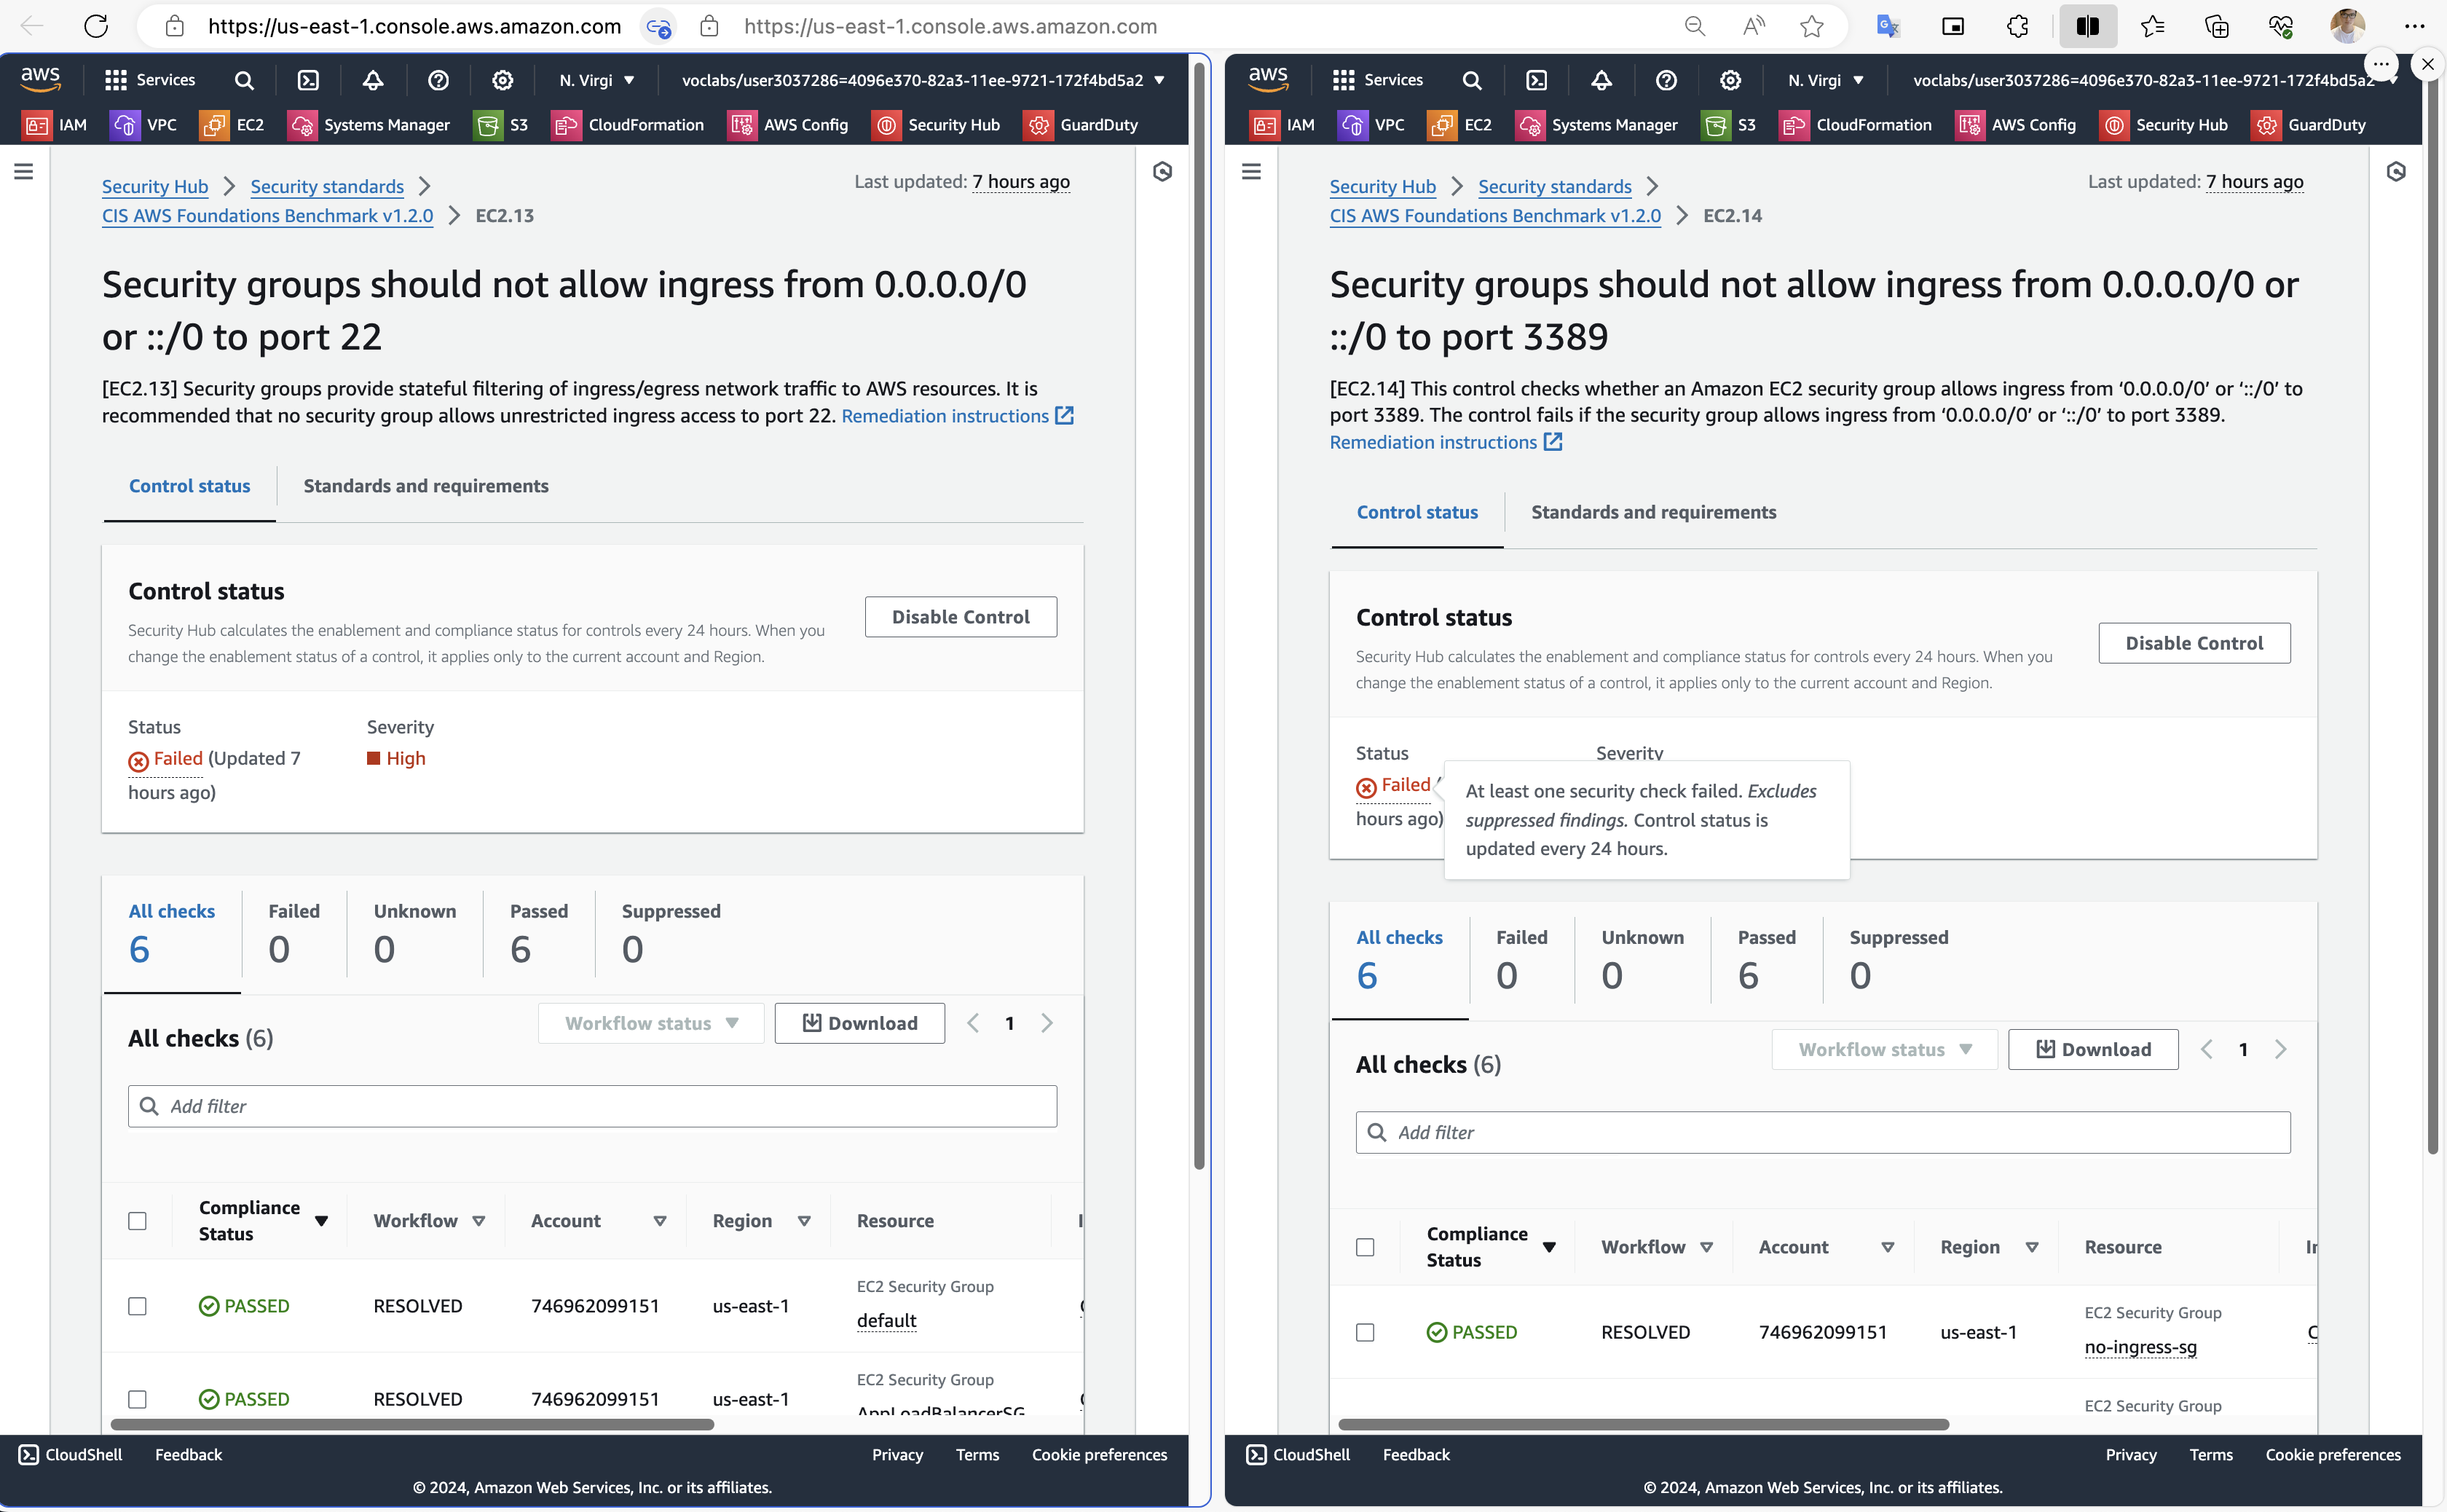 https://us-east-1.console.aws.amazon.com
https://us-east-1.console.aws.amazon.com
aws
Services
N. Virgi
voclabs/user3037286=4096e370-82a3-11ee-9721-172f4bd5a2
IAM
VPC
EC2
Systems Manager
S3
CloudFormation
AWS Config
Security Hub
GuardDuty
Security Hub
Security standards
CIS AWS Foundations Benchmark v1.2.0
EC2.13
Last updated: 7 hours ago
Security groups should not allow ingress from 0.0.0.0/0
or ::/0 to port 22
[EC2.13] Security groups provide stateful filtering of ingress/egress network traffic to AWS resources. It is
recommended that no security group allows unrestricted ingress access to port 22. Remediation instructions
Control status
Standards and requirements
Control status
Disable Control
Security Hub calculates the enablement and compliance status for controls every 24 hours. When you
change the enablement status of a control, it applies only to the current account and Region.
Status
Severity
Failed (Updated 7
hours ago)
High
All checks
6
Failed
0
Unknown
0
Passed
6
Suppressed
0
All checks (6)
Workflow status
Download
1
Add filter
Compliance
Status
Workflow
Account
Region
Resource
PASSED
RESOLVED
746962099151
us-east-1
EC2 Security Group
default
PASSED
RESOLVED
746962099151
us-east-1
EC2 Security Group
AppLoadBalancerSG
CloudShell
Feedback
Privacy
Terms
Cookie preferences
© 2024, Amazon Web Services, Inc. or its affiliates.
aws
Services
N. Virgi
voclabs/user3037286=4096e370-82a3-11ee-9721-172f4bd5a2
IAM
VPC
EC2
Systems Manager
S3
CloudFormation
AWS Config
Security Hub
GuardDuty
Security Hub
Security standards
CIS AWS Foundations Benchmark v1.2.0
EC2.14
Last updated: 7 hours ago
Security groups should not allow ingress from 0.0.0.0/0 or
::/0 to port 3389
[EC2.14] This control checks whether an Amazon EC2 security group allows ingress from ‘0.0.0.0/0’ or ‘::/0’ to
port 3389. The control fails if the security group allows ingress from ‘0.0.0.0/0’ or ‘::/0’ to port 3389.
Remediation instructions
Control status
Standards and requirements
Control status
Disable Control
Security Hub calculates the enablement and compliance status for controls every 24 hours. When you
change the enablement status of a control, it applies only to the current account and Region.
Status
Severity
Failed (
hours ago)
At least one security check failed. Excludes
suppressed findings. Control status is
updated every 24 hours.
All checks
6
Failed
0
Unknown
0
Passed
6
Suppressed
0
All checks (6)
Workflow status
Download
1
Add filter
Compliance
Status
Workflow
Account
Region
Resource
PASSED
RESOLVED
746962099151
us-east-1
EC2 Security Group
no-ingress-sg
EC2 Security Group
CloudShell
Feedback
Privacy
Terms
Cookie preferences
© 2024, Amazon Web Services, Inc. or its affiliates.